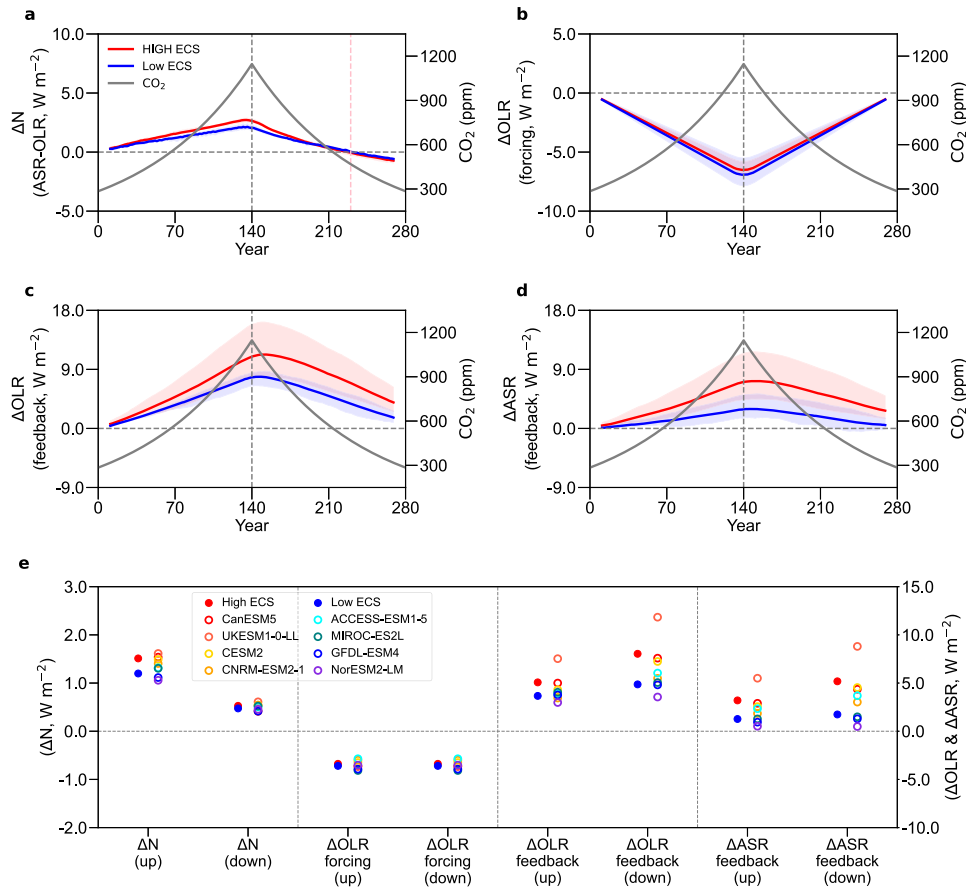 a
10.0
5.0
0.0
-5.0
ΔN
(ASR-OLR, W m⁻²)
HIGH ECS
Low ECS
CO₂
1200
900
600
300
CO₂ (ppm)
0
70
140
210
280
Year
b
5.0
0.0
-5.0
-10.0
ΔOLR
(forcing, W m⁻²)
1200
900
600
300
CO₂ (ppm)
0
70
140
210
280
Year
c
18.0
9.0
0.0
-9.0
ΔOLR
(feedback, W m⁻²)
1200
900
600
300
CO₂ (ppm)
0
70
140
210
280
Year
d
18.0
9.0
0.0
-9.0
ΔASR
(feedback, W m⁻²)
1200
900
600
300
CO₂ (ppm)
0
70
140
210
280
Year
e
3.0
2.0
1.0
0.0
-1.0
-2.0
(ΔN, W m⁻²)
High ECS
CanESM5
UKESM1-0-LL
CESM2
CNRM-ESM2-1
Low ECS
ACCESS-ESM1-5
MIROC-ES2L
GFDL-ESM4
NorESM2-LM
15.0
10.0
5.0
0.0
-5.0
-10.0
(ΔOLR & ΔASR, W m⁻²)
ΔN
(up)
ΔN
(down)
ΔOLR
forcing
(up)
ΔOLR
forcing
(down)
ΔOLR
feedback
(up)
ΔOLR
feedback
(down)
ΔASR
feedback
(up)
ΔASR
feedback
(down)